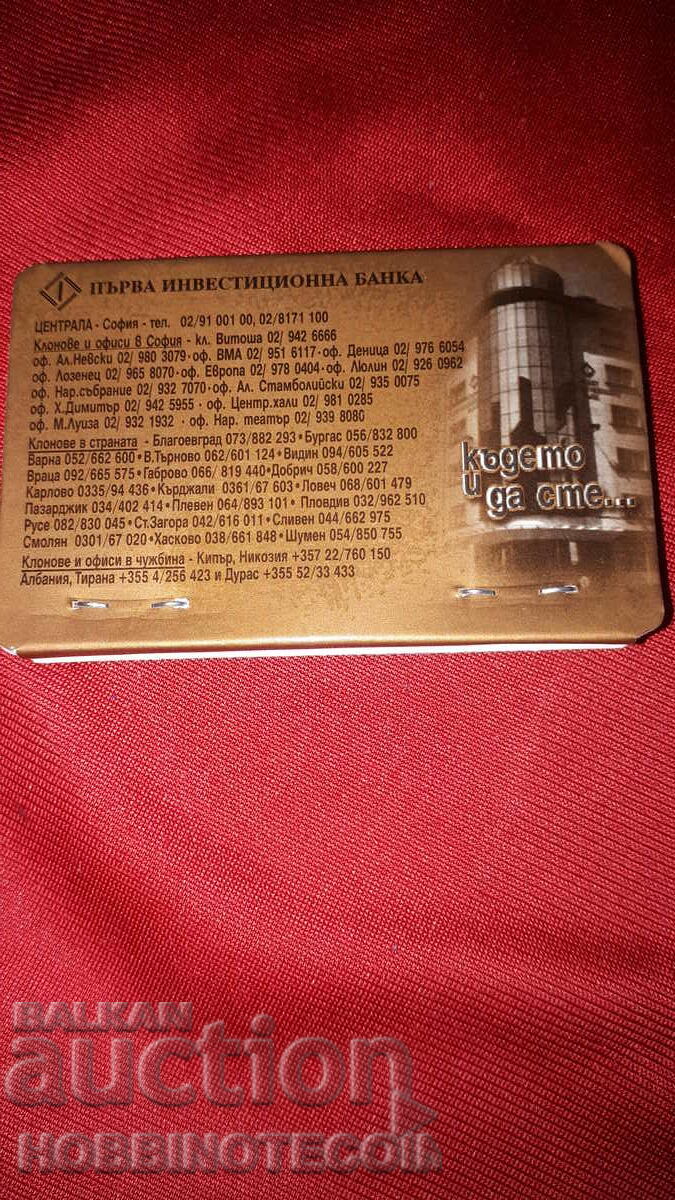 ПЪРВА ИНВЕСТИЦИОННА БАНКА
ЦЕНТРАЛА - София - тел. 02/91 001 00, 02/8171 100
Клонове и офиси в София - кл. Витоша 02/ 942 6666
оф. Ал.Невски 02/ 980 3079·оф. ВМА 02/ 951 6117·оф. Деница 02/ 976 6054
оф. Лозенец 02/ 965 8070·оф. Европа 02/ 978 0404·оф. Люлин 02/ 926 0962
оф. Нар.събрание 02/ 932 7070·оф. Ал. Стамболийски 02/ 935 0075
оф. Х.Димитър 02/ 942 5955 · оф. Центр.хали 02/ 981 0285
оф. М.Луиза 02/ 932 1932 · оф. Нар. театър 02/ 939 8080
Клонове в страната - Благоевград 073/882 293·Бургас 056/832 800
Варна 052/662 600·В.Търново 062/601 124·Видин 094/605 522
Враца 092/665 575·Габрово 066/ 819 440·Добрич 058/600 227
Карлово 0335/94 436·Кърджали 0361/67 603·Ловеч 068/601 479
Пазарджик 034/402 414·Плевен 064/893 101· Пловдив 032/962 510
Русе 082/830 045·Ст.Загора 042/616 011·Сливен 044/662 975
Смолян 0301/67 020·Хасково 038/661 848·Шумен 054/850 755
Клонове и офиси в чужбина - Кипър, Никозия +357 22/760 150
Албания, Тирана +355 4/256 423 и Дурас +355 52/33 433
където
и да сте...
BALKAN
auction
HOBBINOTECOIL